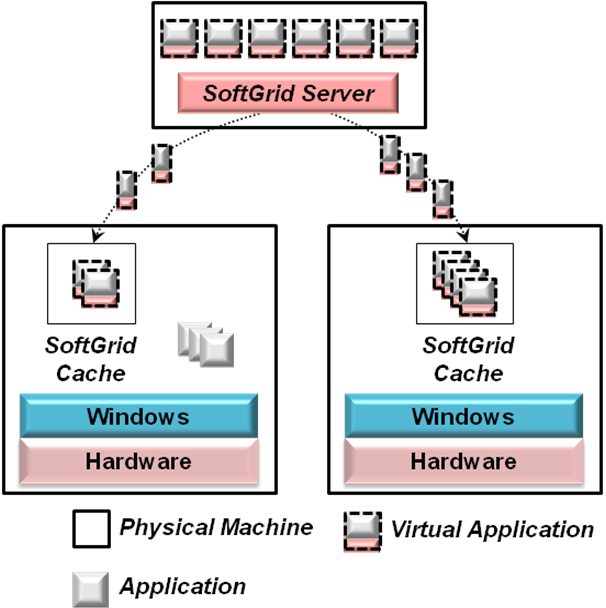 SoftGrid Server
SoftGrid
Cache
SoftGrid
Cache
Windows
Windows
Hardware
Hardware
Physical Machine
Virtual Application
Application